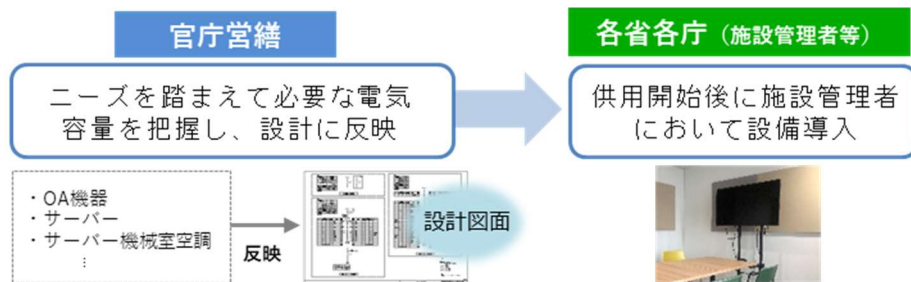 官庁営繕
各省各庁（施設管理者等）
ニーズを踏まえて必要な電気
容量を把握し、設計に反映
供用開始後に施設管理者
において設備導入
・OA機器
・サーバー
・サーバー機械室空調
⋮
反映
設計図面